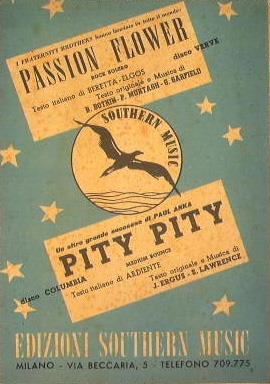 I FRATERNITY BROTHERS hanno lanciato in tutto il mondo:
PASSION FLOWER
ROCK BOLERO disco VERVE
Testo italiano di BERETTA-ELGOS
Testo originale e Musica di
B. BOTKIN - P. MURTAGH - G. GARFIELD
SOUTHERN MUSIC
Un altro grande successo di PAUL ANKA
PITY PITY
MEDIUM BOUNCE
disco COLUMBIA
Testo italiano di ARDIENTE
Testo originale e Musica di
J. ERGUS - S. LAWRENCE
EDIZIONI SOUTHERN MUSIC
MILANO - VIA BECCARIA, 5 - TELEFONO 709.775